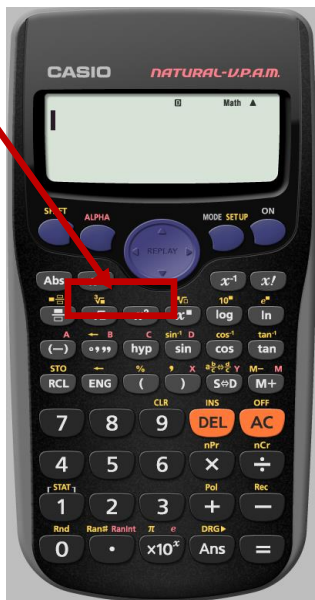 CASIO NATURAL-V.P.A.M.
D Math ▲
SHIFT ALPHA MODE SETUP ON
REPLAY
Abs x⁻¹ x!
∛■ 10■ e■
x■ log ln
A ← B C sin⁻¹ D cos⁻¹ tan⁻¹
(−) °’” hyp sin cos tan
STO ← % , X a b/c⇔d/c Y M− M
RCL ENG ( ) S⇔D M+
CLR INS OFF
7 8 9 DEL AC
nPr nCr
4 5 6 × ÷
STAT Pol Rec
1 2 3 + −
Rnd Ran# RanInt π e DRG▶
0 • ×10ˣ Ans =